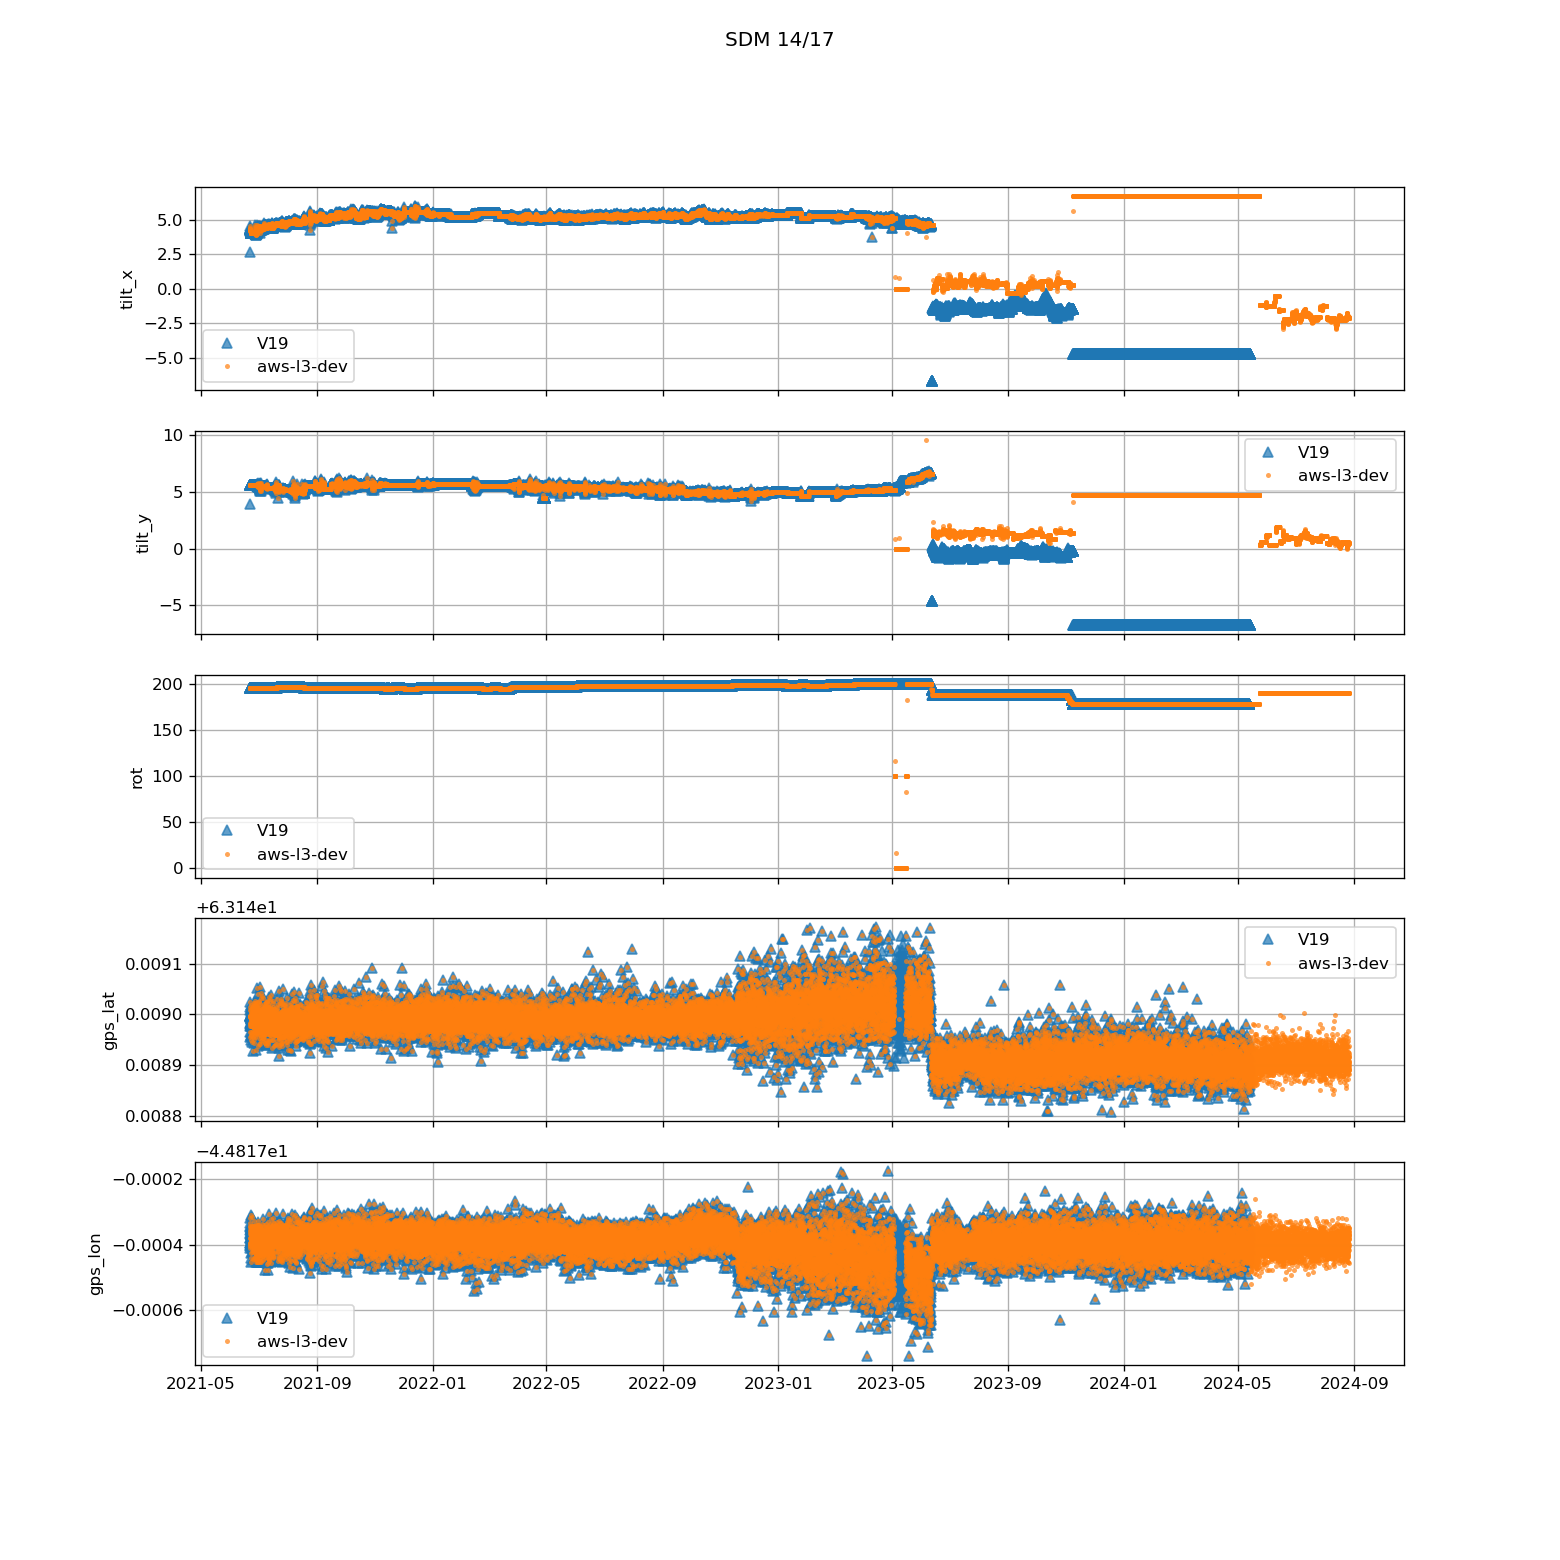 SDM 14/17
tilt_x
5.0
2.5
0.0
−2.5
−5.0
V19
aws-l3-dev
tilt_y
10
5
0
−5
V19
aws-l3-dev
rot
200
150
100
50
0
V19
aws-l3-dev
+6.314e1
gps_lat
0.0091
0.0090
0.0089
0.0088
V19
aws-l3-dev
−4.4817e1
gps_lon
−0.0002
−0.0004
−0.0006
V19
aws-l3-dev
2021-05 2021-09 2022-01 2022-05 2022-09 2023-01 2023-05 2023-09 2024-01 2024-05 2024-09